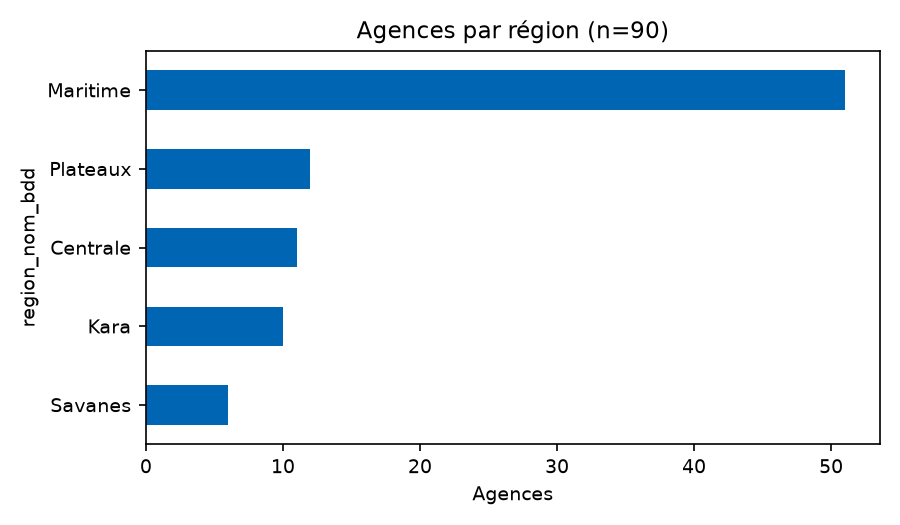 Agences par région (n=90)
region_nom_bdd
Maritime
Plateaux
Centrale
Kara
Savanes
0 10 20 30 40 50
Agences